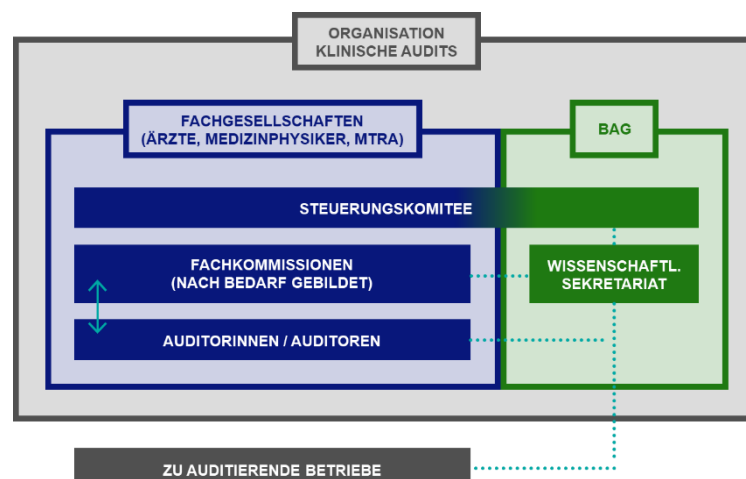 ORGANISATION
KLINISCHE AUDITS
FACHGESELLSCHAFTEN
(ÄRZTE, MEDIZINPHYSIKER, MTRA)
BAG
STEUERUNGSKOMITEE
FACHKOMMISSIONEN
(NACH BEDARF GEBILDET)
WISSENSCHAFTL.
SEKRETARIAT
AUDITORINNEN / AUDITOREN
ZU AUDITIERENDE BETRIEBE